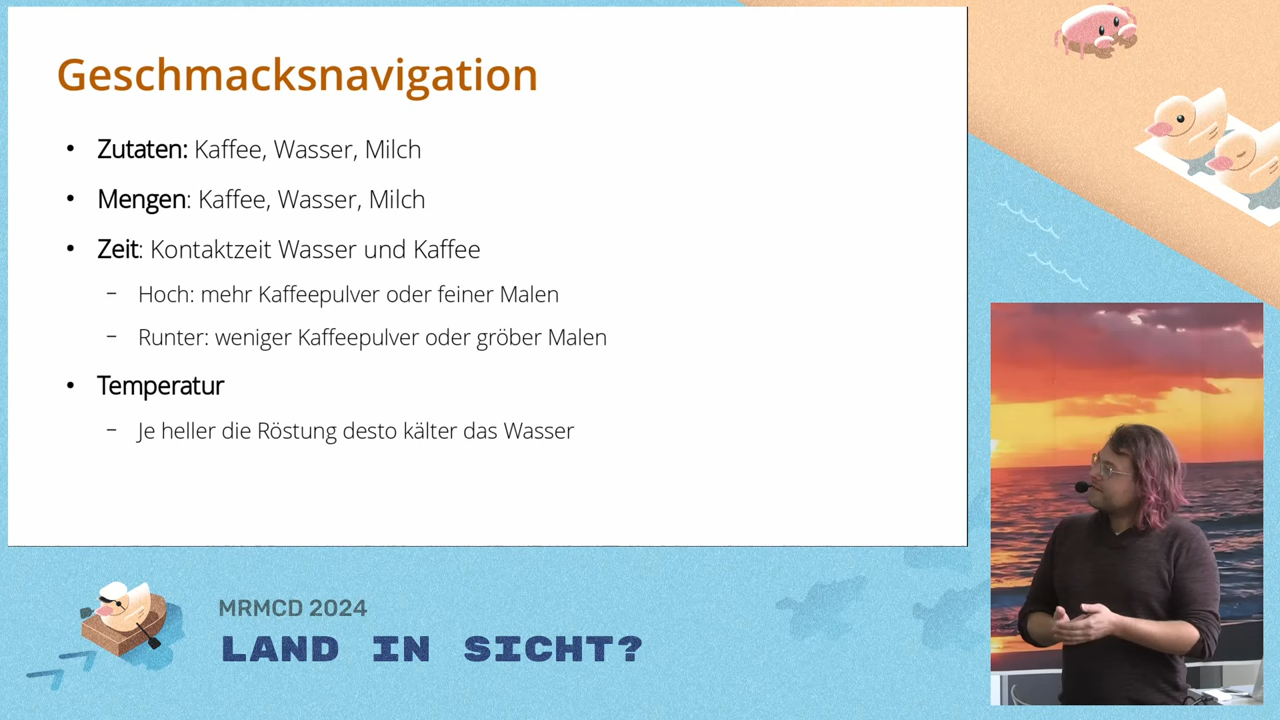 Geschmacksnavigation
• Zutaten: Kaffee, Wasser, Milch
• Mengen: Kaffee, Wasser, Milch
• Zeit: Kontaktzeit Wasser und Kaffee
– Hoch: mehr Kaffeepulver oder feiner Malen
– Runter: weniger Kaffeepulver oder gröber Malen
• Temperatur
– Je heller die Röstung desto kälter das Wasser
MRMCD 2024
LAND IN SICHT?